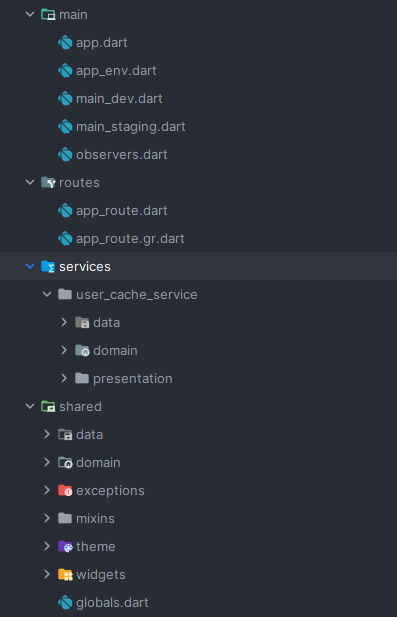 main
app.dart
app_env.dart
main_dev.dart
main_staging.dart
observers.dart
routes
app_route.dart
app_route.gr.dart
services
user_cache_service
data
domain
presentation
shared
data
domain
exceptions
mixins
theme
widgets
globals.dart